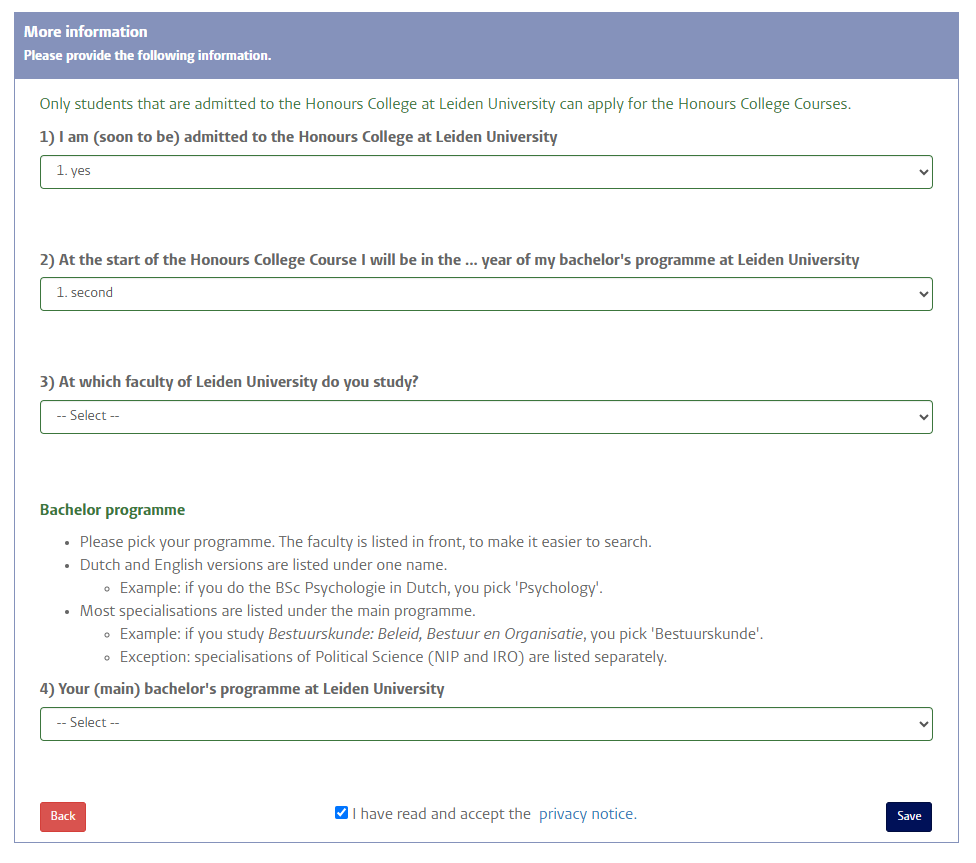 More information
Please provide the following information.
Only students that are admitted to the Honours College at Leiden University can apply for the Honours College Courses.
1) I am (soon to be) admitted to the Honours College at Leiden University
1. yes
2) At the start of the Honours College Course I will be in the ... year of my bachelor's programme at Leiden University
1. second
3) At which faculty of Leiden University do you study?
-- Select --
Bachelor programme
• Please pick your programme. The faculty is listed in front, to make it easier to search.
• Dutch and English versions are listed under one name.
◦ Example: if you do the BSc Psychologie in Dutch, you pick 'Psychology'.
• Most specialisations are listed under the main programme.
◦ Example: if you study Bestuurskunde: Beleid, Bestuur en Organisatie, you pick 'Bestuurskunde'.
◦ Exception: specialisations of Political Science (NIP and IRO) are listed separately.
4) Your (main) bachelor's programme at Leiden University
-- Select --
Back
I have read and accept the privacy notice.
Save